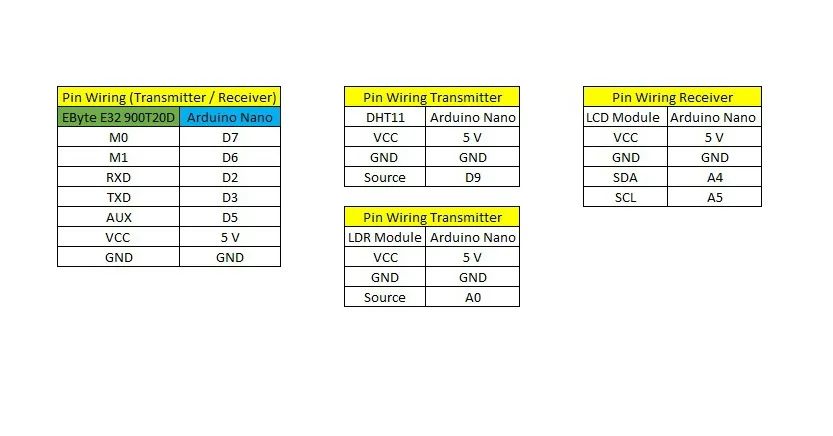 Pin Wiring (Transmitter / Receiver)
EByte E32 900T20D Arduino Nano
M0 D7
M1 D6
RXD D2
TXD D3
AUX D5
VCC 5 V
GND GND
Pin Wiring Transmitter
DHT11 Arduino Nano
VCC 5 V
GND GND
Source D9
Pin Wiring Transmitter
LDR Module Arduino Nano
VCC 5 V
GND GND
Source A0
Pin Wiring Receiver
LCD Module Arduino Nano
VCC 5 V
GND GND
SDA A4
SCL A5